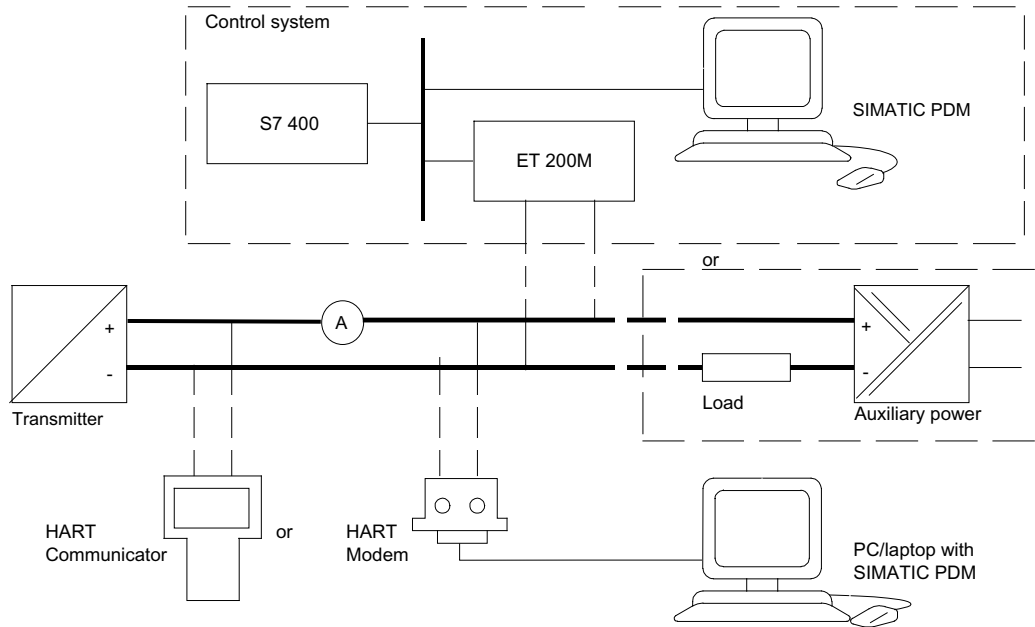 Control system
S7 400
ET 200M
SIMATIC PDM
or
+
A
+
-
-
Transmitter
Load
Auxiliary power
HART
Communicator
or
HART
Modem
PC/laptop with
SIMATIC PDM